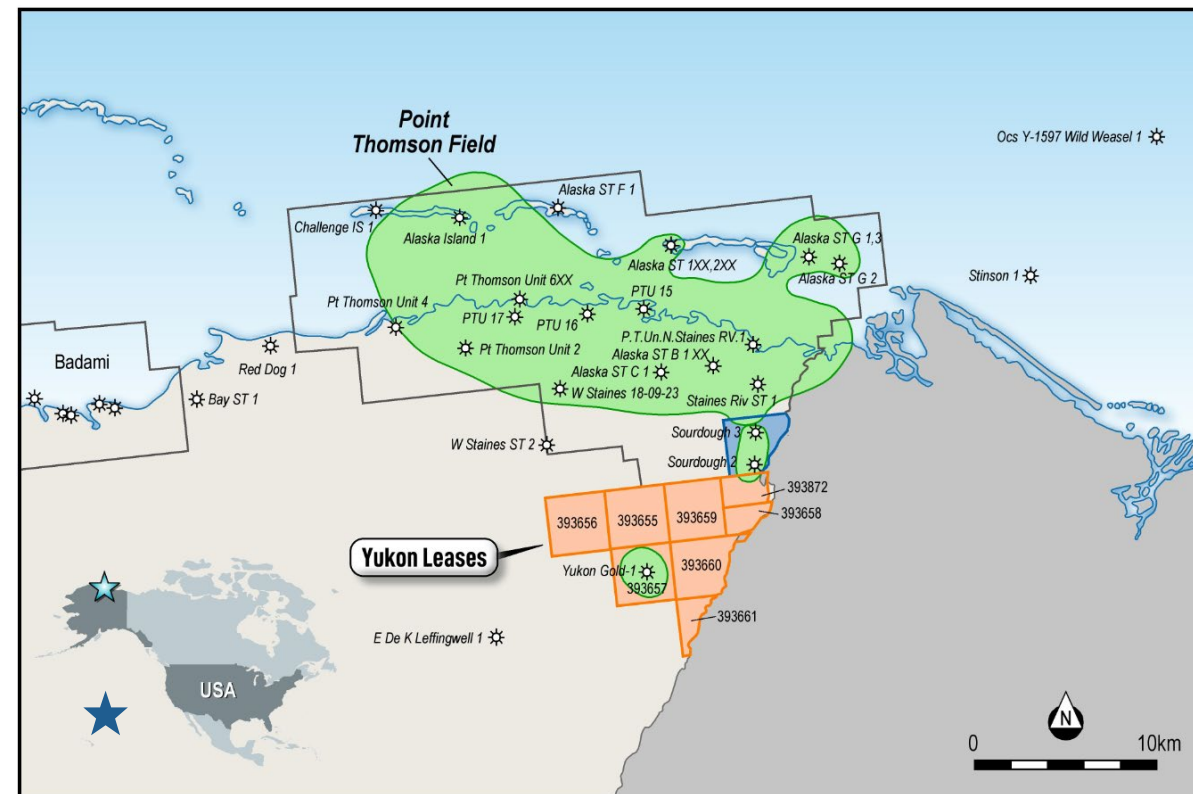 Point
Thomson Field
Ocs Y-1597 Wild Weasel 1
Alaska ST F 1
Challenge IS 1
Alaska Island 1
Alaska ST G 1,3
Alaska ST 1XX,2XX
Alaska ST G 2
Stinson 1
Pt Thomson Unit 6XX
PTU 15
Pt Thomson Unit 4
PTU 17
PTU 16
P.T.Un.N.Staines RV.1
Pt Thomson Unit 2
Alaska ST B 1 XX
Red Dog 1
Badami
Alaska ST C 1
W Staines 18-09-23
Staines Riv ST 1
Bay ST 1
Sourdough 3
W Staines ST 2
Sourdough 2
393872
393658
393656
393655
393659
Yukon Leases
Yukon Gold-1
393660
393657
393661
E De K Leffingwell 1
USA
N
0
10km